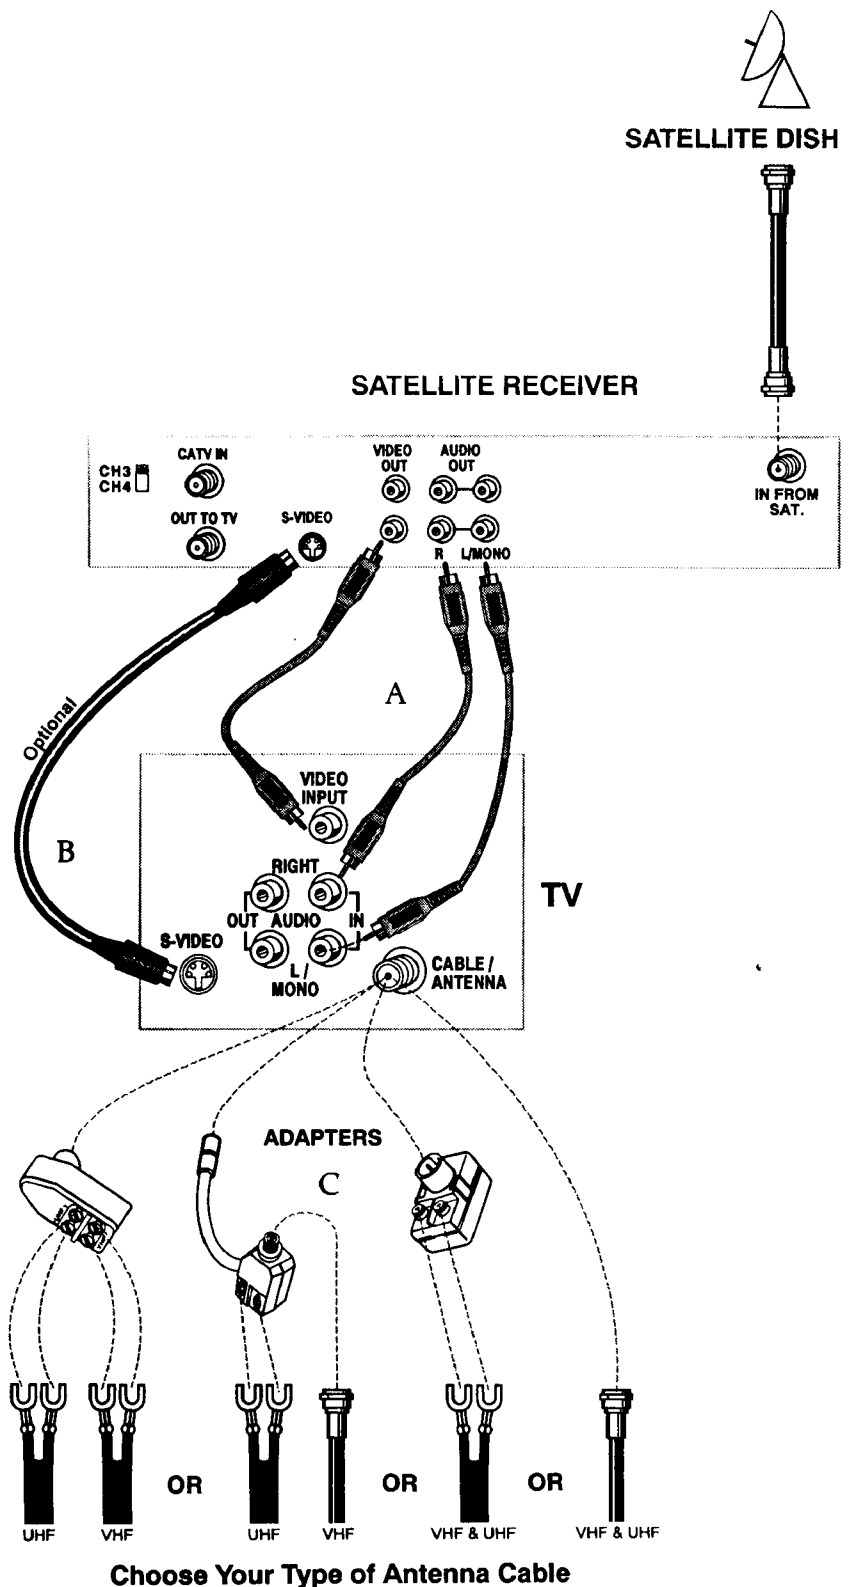 SATELLITE DISH
SATELLITE RECEIVER
CH3
CH4
CATV IN
OUT TO TV
S-VIDEO
VIDEO
OUT
AUDIO
OUT
R
L/MONO
IN FROM
SAT.
A
Optional
B
VIDEO
INPUT
TV
RIGHT
OUT AUDIO IN
L /
MONO
S-VIDEO
CABLE /
ANTENNA
ADAPTERS
C
OR
OR
OR
UHF
VHF
UHF
VHF
VHF & UHF
VHF & UHF
Choose Your Type of Antenna Cable